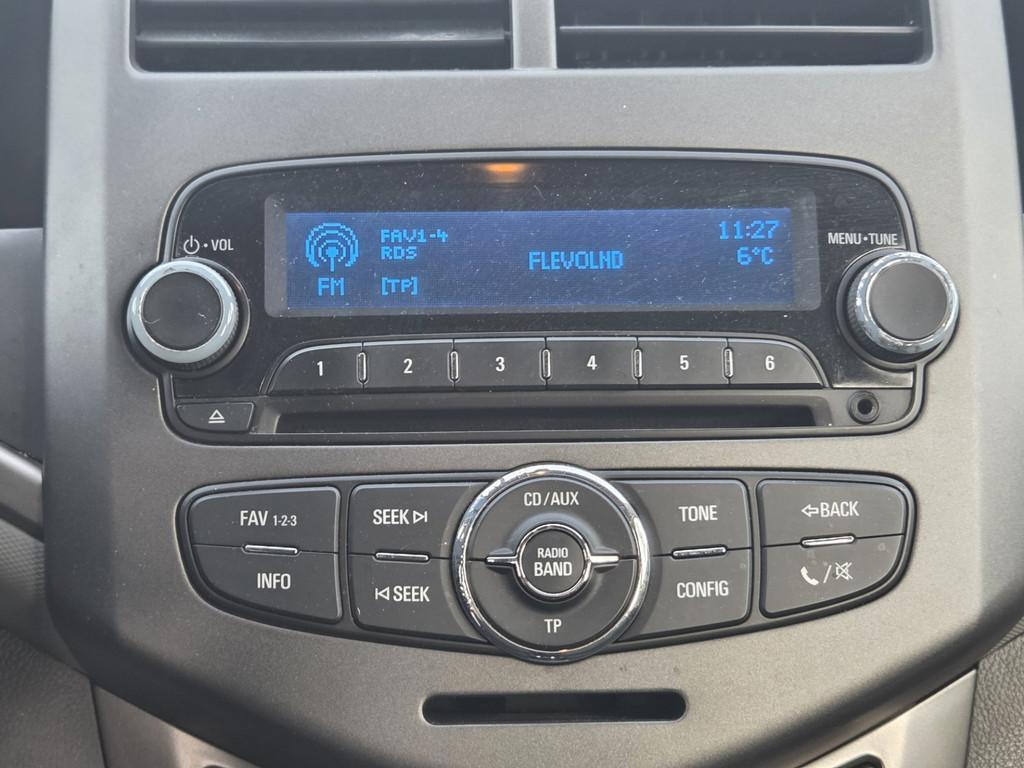 VOL
FAV1-4
RDS
FM
[TP]
FLEVOLND
11:27
6°C
MENU•TUNE
1 2 3 4 5 6
FAV 1-2-3
INFO
SEEK
SEEK
CD/AUX
RADIO
BAND
TP
TONE
CONFIG
BACK
/